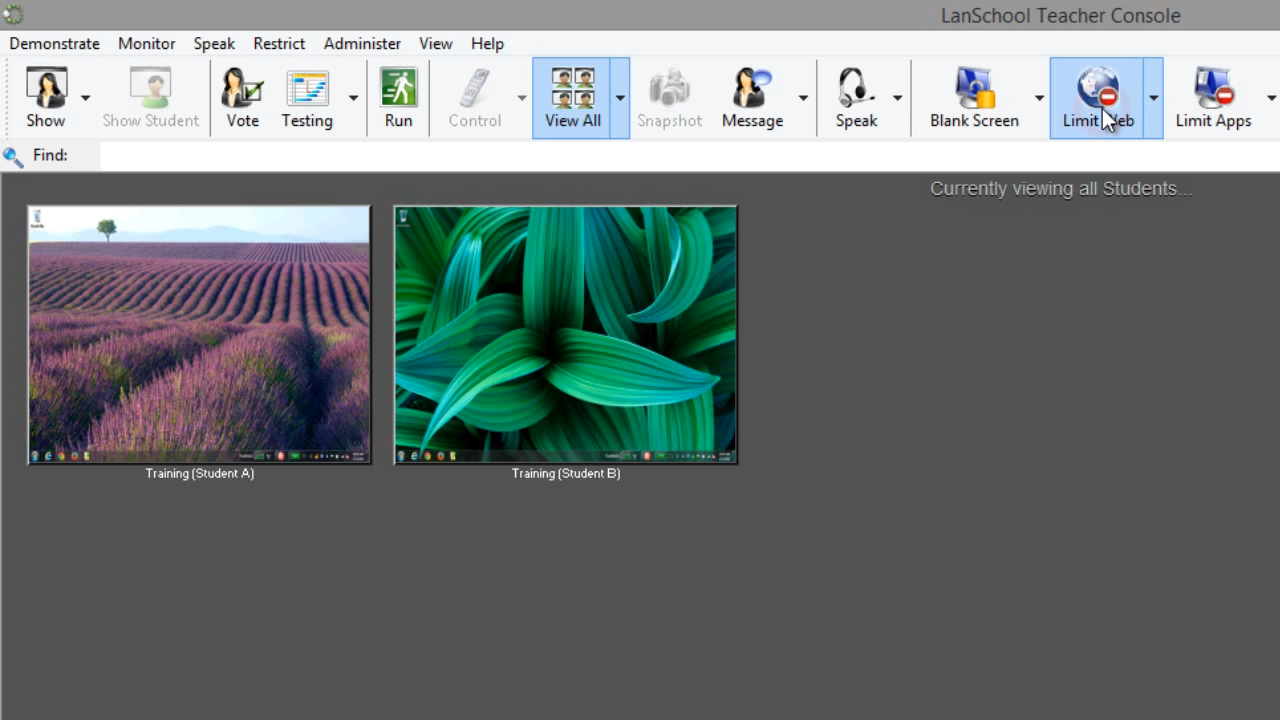 LanSchool Teacher Console
Demonstrate Monitor Speak Restrict Administer View Help
Show Show Student Vote Testing Run Control View All Snapshot Message Speak Blank Screen Limit Web Limit Apps
Find:
Currently viewing all Students...
Training (Student A) Training (Student B)